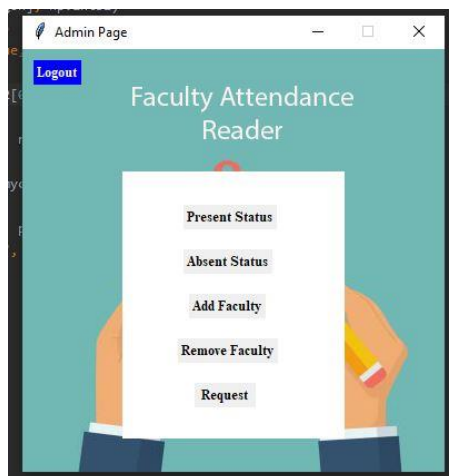 Admin Page
Logout
Faculty Attendance
Reader
Present Status
Absent Status
Add Faculty
Remove Faculty
Request